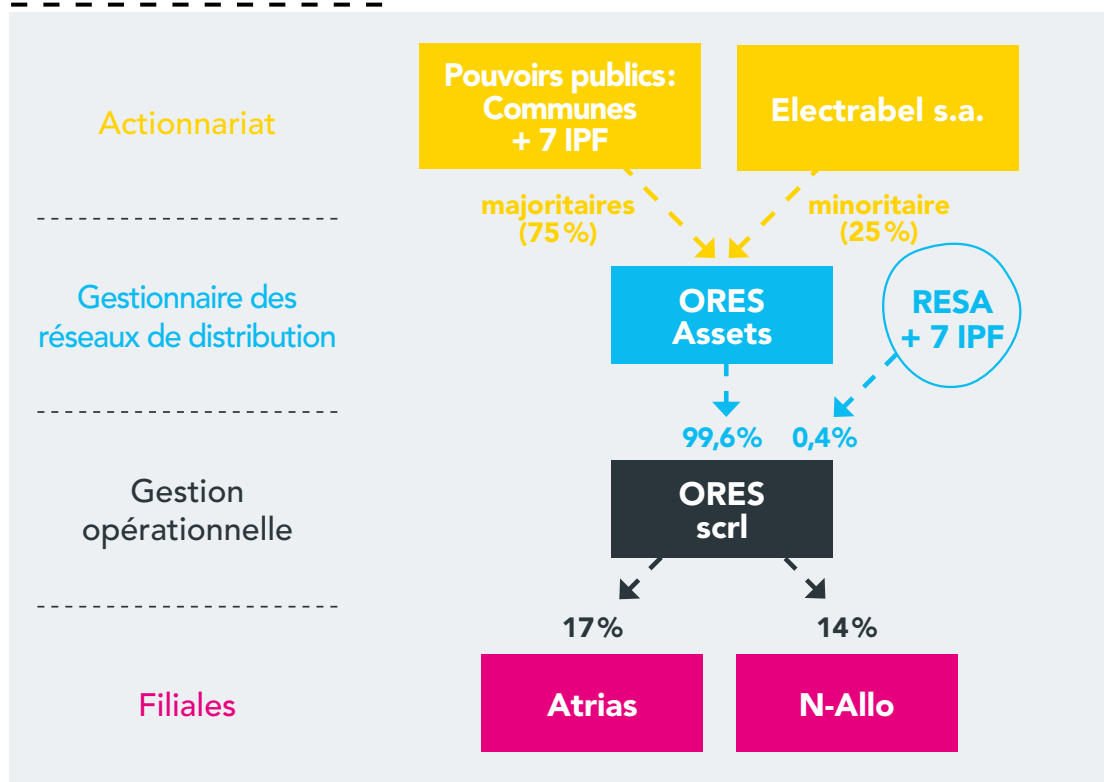 Pouvoirs publics:
Communes
+ 7 IPF
Electrabel s.a.
Actionnariat
majoritaires
(75 %)
minoritaire
(25 %)
Gestionnaire des
réseaux de distribution
ORES
Assets
RESA
+ 7 IPF
99,6%
0,4%
Gestion
opérationnelle
ORES
scrl
17%
14%
Filiales
Atrias
N-Allo